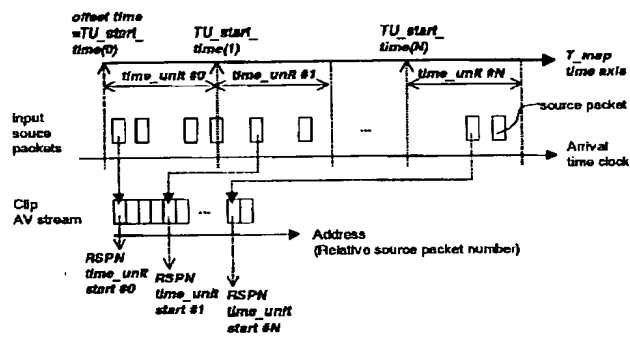 offset time
=TU_start_
time(0)
TU_start_
time(1)
TU_start_
time(N)
T_map
time axis
time_unit #0
time_unit #1
time_unit #N
source packet
input
souce
packets
...
Arrival
time clock
Clip
AV stream
...
Address
(Relative source packet number)
RSPN
time_unit
start #0
RSPN
time_unit
start #1
RSPN
time_unit
start #N